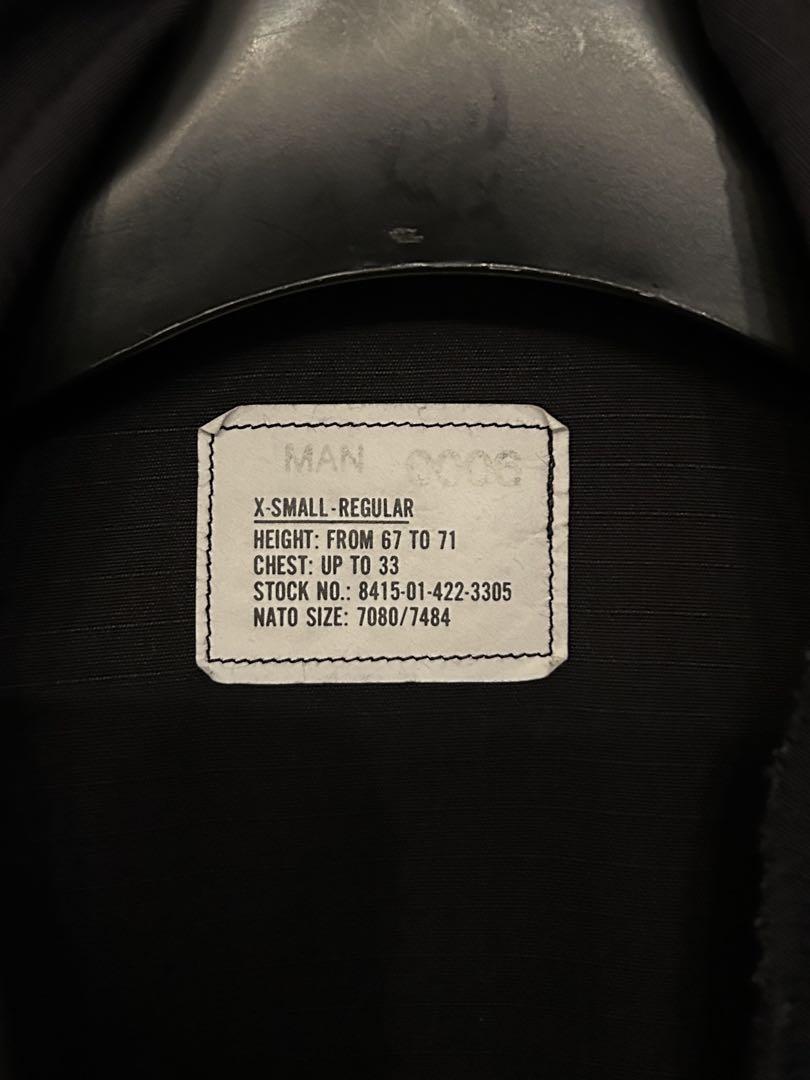 MAN 0006
X-SMALL-REGULAR
HEIGHT: FROM 67 TO 71
CHEST: UP TO 33
STOCK NO.: 8415-01-422-3305
NATO SIZE: 7080/7484